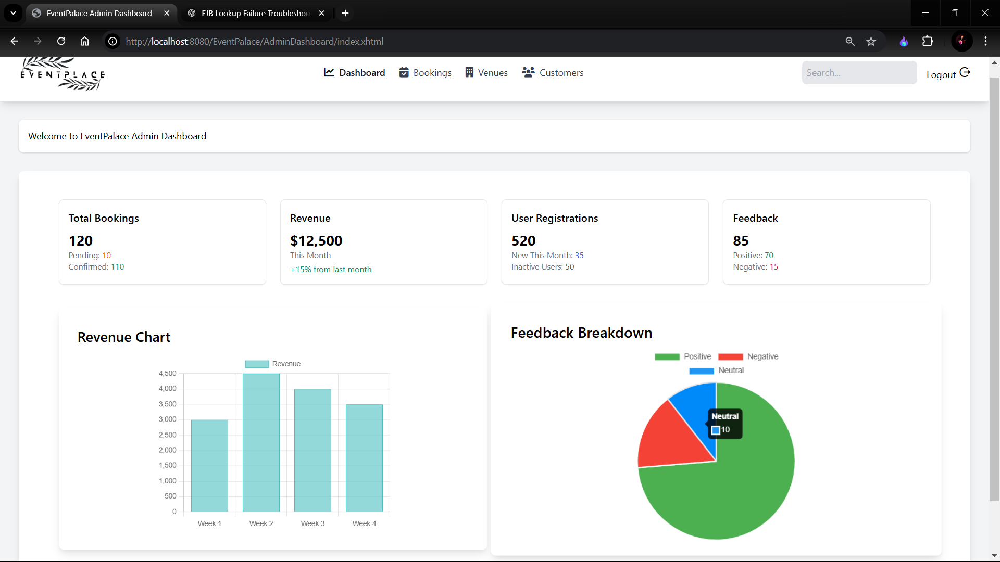 EventPalace Admin Dashboard
EJB Lookup Failure Troubleshoo
http://localhost:8080/EventPalace/AdminDashboard/index.xhtml
EVENTPLACE
Dashboard
Bookings
Venues
Customers
Search...
Logout
Welcome to EventPalace Admin Dashboard
Total Bookings
120
Pending: 10
Confirmed: 110
Revenue
$12,500
This Month
+15% from last month
User Registrations
520
New This Month: 35
Inactive Users: 50
Feedback
85
Positive: 70
Negative: 15
Revenue Chart
Revenue
4,500
4,000
3,500
3,000
2,500
2,000
1,500
1,000
500
0
Week 1
Week 2
Week 3
Week 4
Feedback Breakdown
Positive
Negative
Neutral
Neutral
10